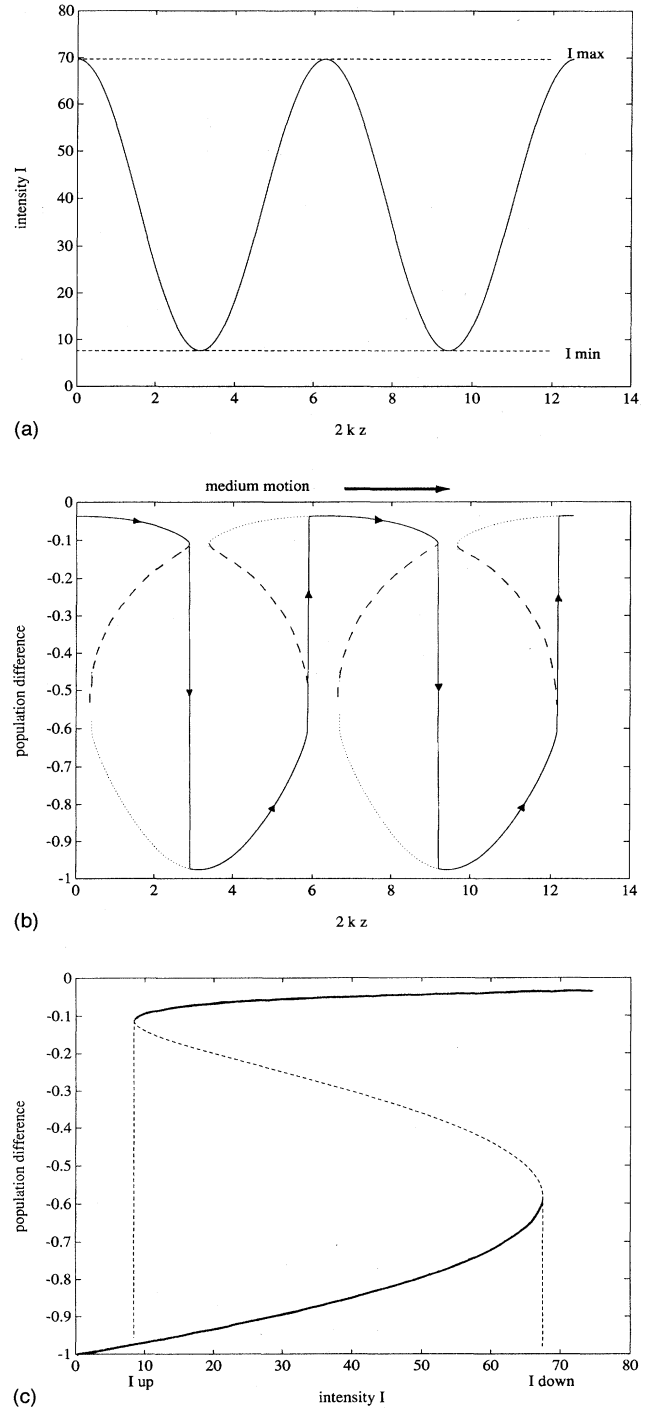 80
70
60
50
40
30
20
10
0
I max
I min
intensity I
0 2 4 6 8 10 12 14
(a)
2 k z
medium motion
0
-0.1
-0.2
-0.3
-0.4
-0.5
-0.6
-0.7
-0.8
-0.9
-1
population difference
0 2 4 6 8 10 12 14
(b)
2 k z
0
-0.1
-0.2
-0.3
-0.4
-0.5
-0.6
-0.7
-0.8
-0.9
-1
population difference
0 10 20 30 40 50 60 70 80
I up
I down
(c)
intensity I